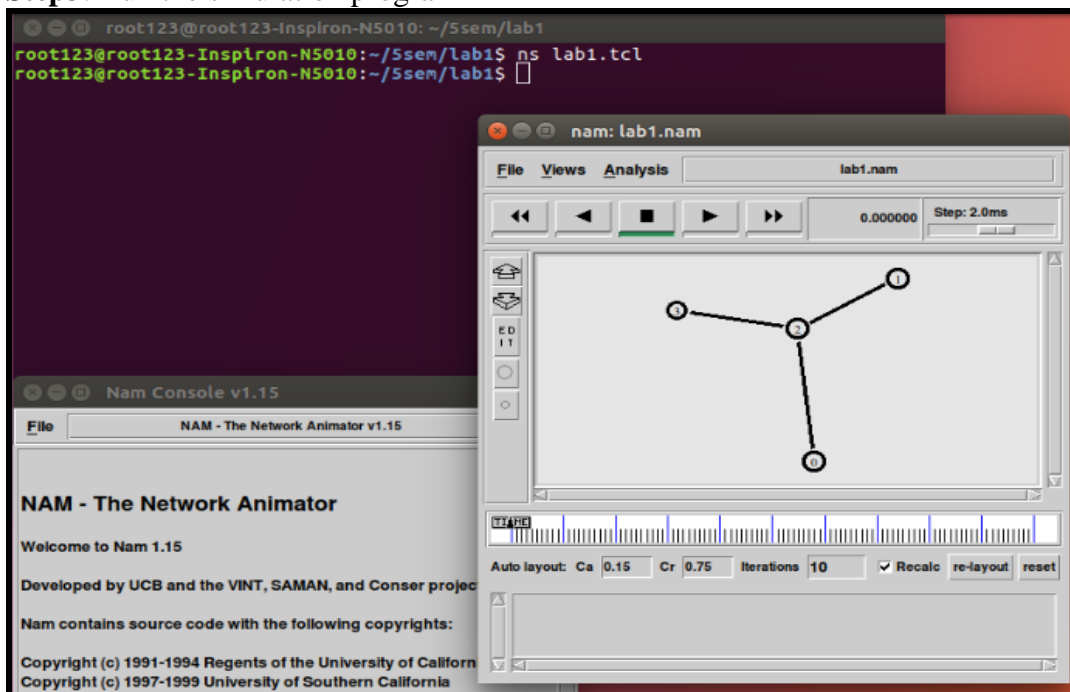 root123@root123-Inspiron-N5010: ~/5sem/lab1
root123@root123-Inspiron-N5010:~/5sem/lab1$ ns lab1.tcl
root123@root123-Inspiron-N5010:~/5sem/lab1$
nam: lab1.nam
File Views Analysis lab1.nam
0.000000 Step: 2.0ms
1
3
2
0
E D
I T
TIME
Auto layout: Ca 0.15 Cr 0.75 Iterations 10 Recalc re-layout reset
Nam Console v1.15
File NAM - The Network Animator v1.15
NAM - The Network Animator
Welcome to Nam 1.15
Developed by UCB and the VINT, SAMAN, and Conser projec
Nam contains source code with the following copyrights:
Copyright (c) 1991-1994 Regents of the University of Californ
Copyright (c) 1997-1999 University of Southern California